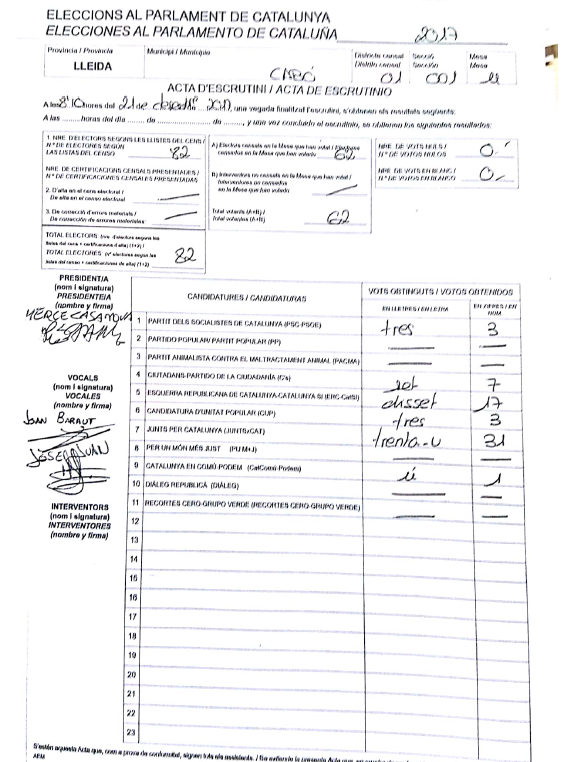 ELECCIONS AL PARLAMENT DE CATALUNYA
ELECCIONES AL PARLAMENTO DE CATALUÑA 2017
Província / Provincia
LLEIDA
Municipi / Municipio
Districte censal
Distrito censal
01
Secció
Sección
001
Mesa
Mesa
U
ACTA D'ESCRUTINI / ACTA DE ESCRUTINIO
A les 8'10 hores del 21 de de 2017, una vegada finalitzat l'escrutini, s'obtenen els resultats següents:
A las ......... horas del día ...... de ............ de ......, y una vez concluido el escrutinio, se obtienen los siguientes resultados:
1. NRE. D'ELECTORS SEGONS LES LLISTES DEL CENS /
Nº DE ELECTORES SEGÚN
LAS LISTAS DEL CENSO 82
NRE. DE CERTIFICACIONS CENSALS PRESENTADES /
Nº DE CERTIFICACIONES CENSALES PRESENTADAS
2. D'alta en el cens electoral /
De alta en el censo —
3. De correcció d'errors materials /
De corrección de errores materiales —
TOTAL ELECTORS (nre. d'electors segons les
llistes del cens + certificacions d'alta) (1+2) /
TOTAL ELECTORES (nº electores según las
listas del censo + certificaciones de alta) (1+2) 82
A) Electors censats en la Mesa que han votat / Electores
censados en la Mesa que han votado 62
B) Interventors no censats en la Mesa que han votat /
Interventores no censados
en la Mesa que han votado —
Total votants (A+B) /
Total votantes (A+B) 62
NRE. DE VOTS NULS /
Nº DE VOTOS NULOS 0.-
NRE. DE VOTS EN BLANC /
Nº DE VOTOS EN BLANCO 0.-
PRESIDENT/A
(nom i signatura)
PRESIDENTE/A
(nombre y firma)
MERCE CASANOVA
VOCALS
(nom i signatura)
VOCALES
(nombre y firma)
JOAN BARAUT
JOSEP JUAN
INTERVENTORS
(nom i signatura)
INTERVENTORES
(nombre y firma)
CANDIDATURES / CANDIDATURAS
VOTS OBTINGUTS / VOTOS OBTENIDOS
EN LLETRES / EN LETRA
EN XIFRES / EN NÚM
1 PARTIT DELS SOCIALISTES DE CATALUNYA (PSC-PSOE) tres 3
2 PARTIDO POPULAR/ PARTIT POPULAR (PP) — —
3 PARTIT ANIMALISTA CONTRA EL MALTRACTAMENT ANIMAL (PACMA) — —
4 CIUTADANS-PARTIDO DE LA CIUDADANÍA (C's) set 7
5 ESQUERRA REPUBLICANA DE CATALUNYA-CATALUNYA SÍ (ERC-CatSí) disset 17
6 CANDIDATURA D'UNITAT POPULAR (CUP) tres 3
7 JUNTS PER CATALUNYA (JUNTSxCAT) trenta-u 31
8 PER UN MÓN MÉS JUST (PUM+J) — —
9 CATALUNYA EN COMÚ-PODEM (CatComú-Podem) ú 1
10 DIÀLEG REPUBLICÀ (DIÀLEG) — —
11 RECORTES CERO-GRUPO VERDE (RECORTES CERO-GRUPO VERDE) — —
12
13
14
15
16
17
18
19
20
21
22
23
S'estén aquesta Acta que, com a prova de conformitat, signen tots els assistents. / Se extiende la presente Acta que, en